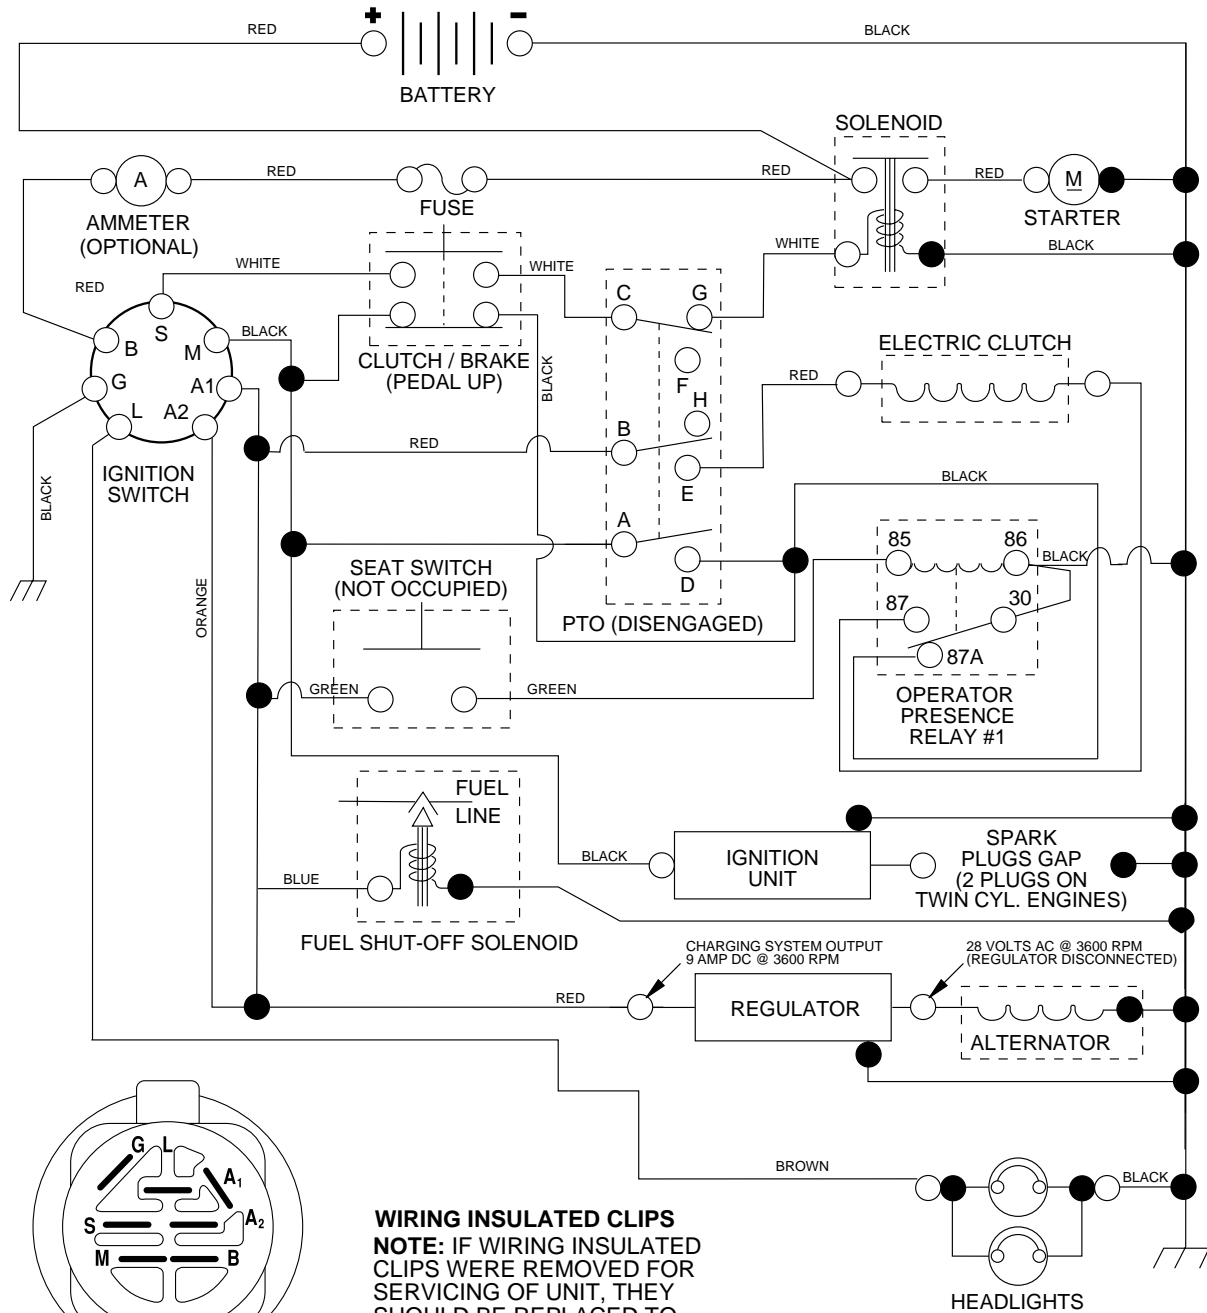 RED
+
-
BLACK
BATTERY
SOLENOID
A
RED
RED
RED
M
AMMETER
(OPTIONAL)
FUSE
STARTER
WHITE
WHITE
WHITE
BLACK
RED
S
B
M
BLACK
G
A1
L
A2
IGNITION
SWITCH
CLUTCH / BRAKE
(PEDAL UP)
BLACK
C
G
F
H
B
E
A
D
PTO (DISENGAGED)
ELECTRIC CLUTCH
RED
RED
BLACK
BLACK
ORANGE
SEAT SWITCH
(NOT OCCUPIED)
GREEN
GREEN
85
86
BLACK
87
30
87A
OPERATOR
PRESENCE
RELAY #1
FUEL
LINE
BLUE
FUEL SHUT-OFF SOLENOID
BLACK
IGNITION
UNIT
SPARK
PLUGS GAP
(2 PLUGS ON
TWIN CYL. ENGINES)
CHARGING SYSTEM OUTPUT
9 AMP DC @ 3600 RPM
28 VOLTS AC @ 3600 RPM
(REGULATOR DISCONNECTED)
RED
REGULATOR
ALTERNATOR
BROWN
BLACK
HEADLIGHTS
G L
A1
S
A2
M
B
WIRING INSULATED CLIPS
NOTE: IF WIRING INSULATED
CLIPS WERE REMOVED FOR
SERVICING OF UNIT, THEY
SHOULD BE REPLACED TO